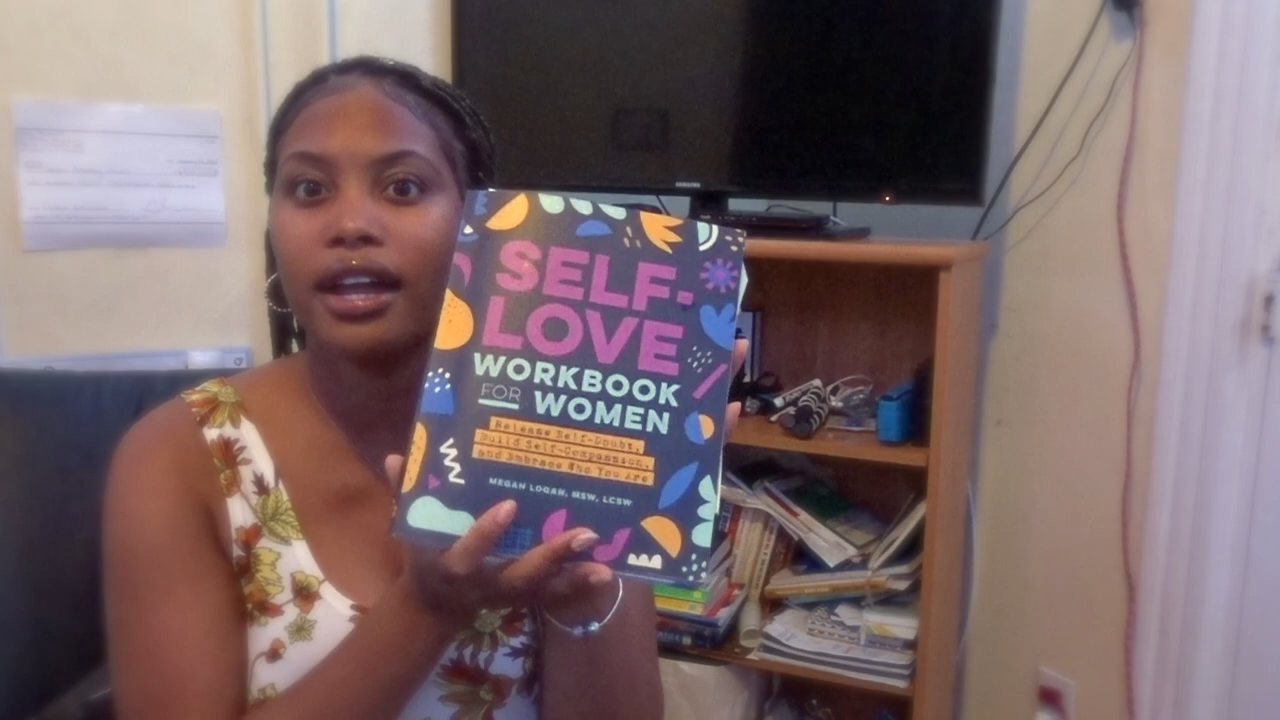 SAMSUNG
SELF-
LOVE
WORKBOOK
FOR WOMEN
Release Self-Doubt,
Build Self-Compassion,
and Embrace Who You Are
MEGAN LOGAN, MSW, LCSW